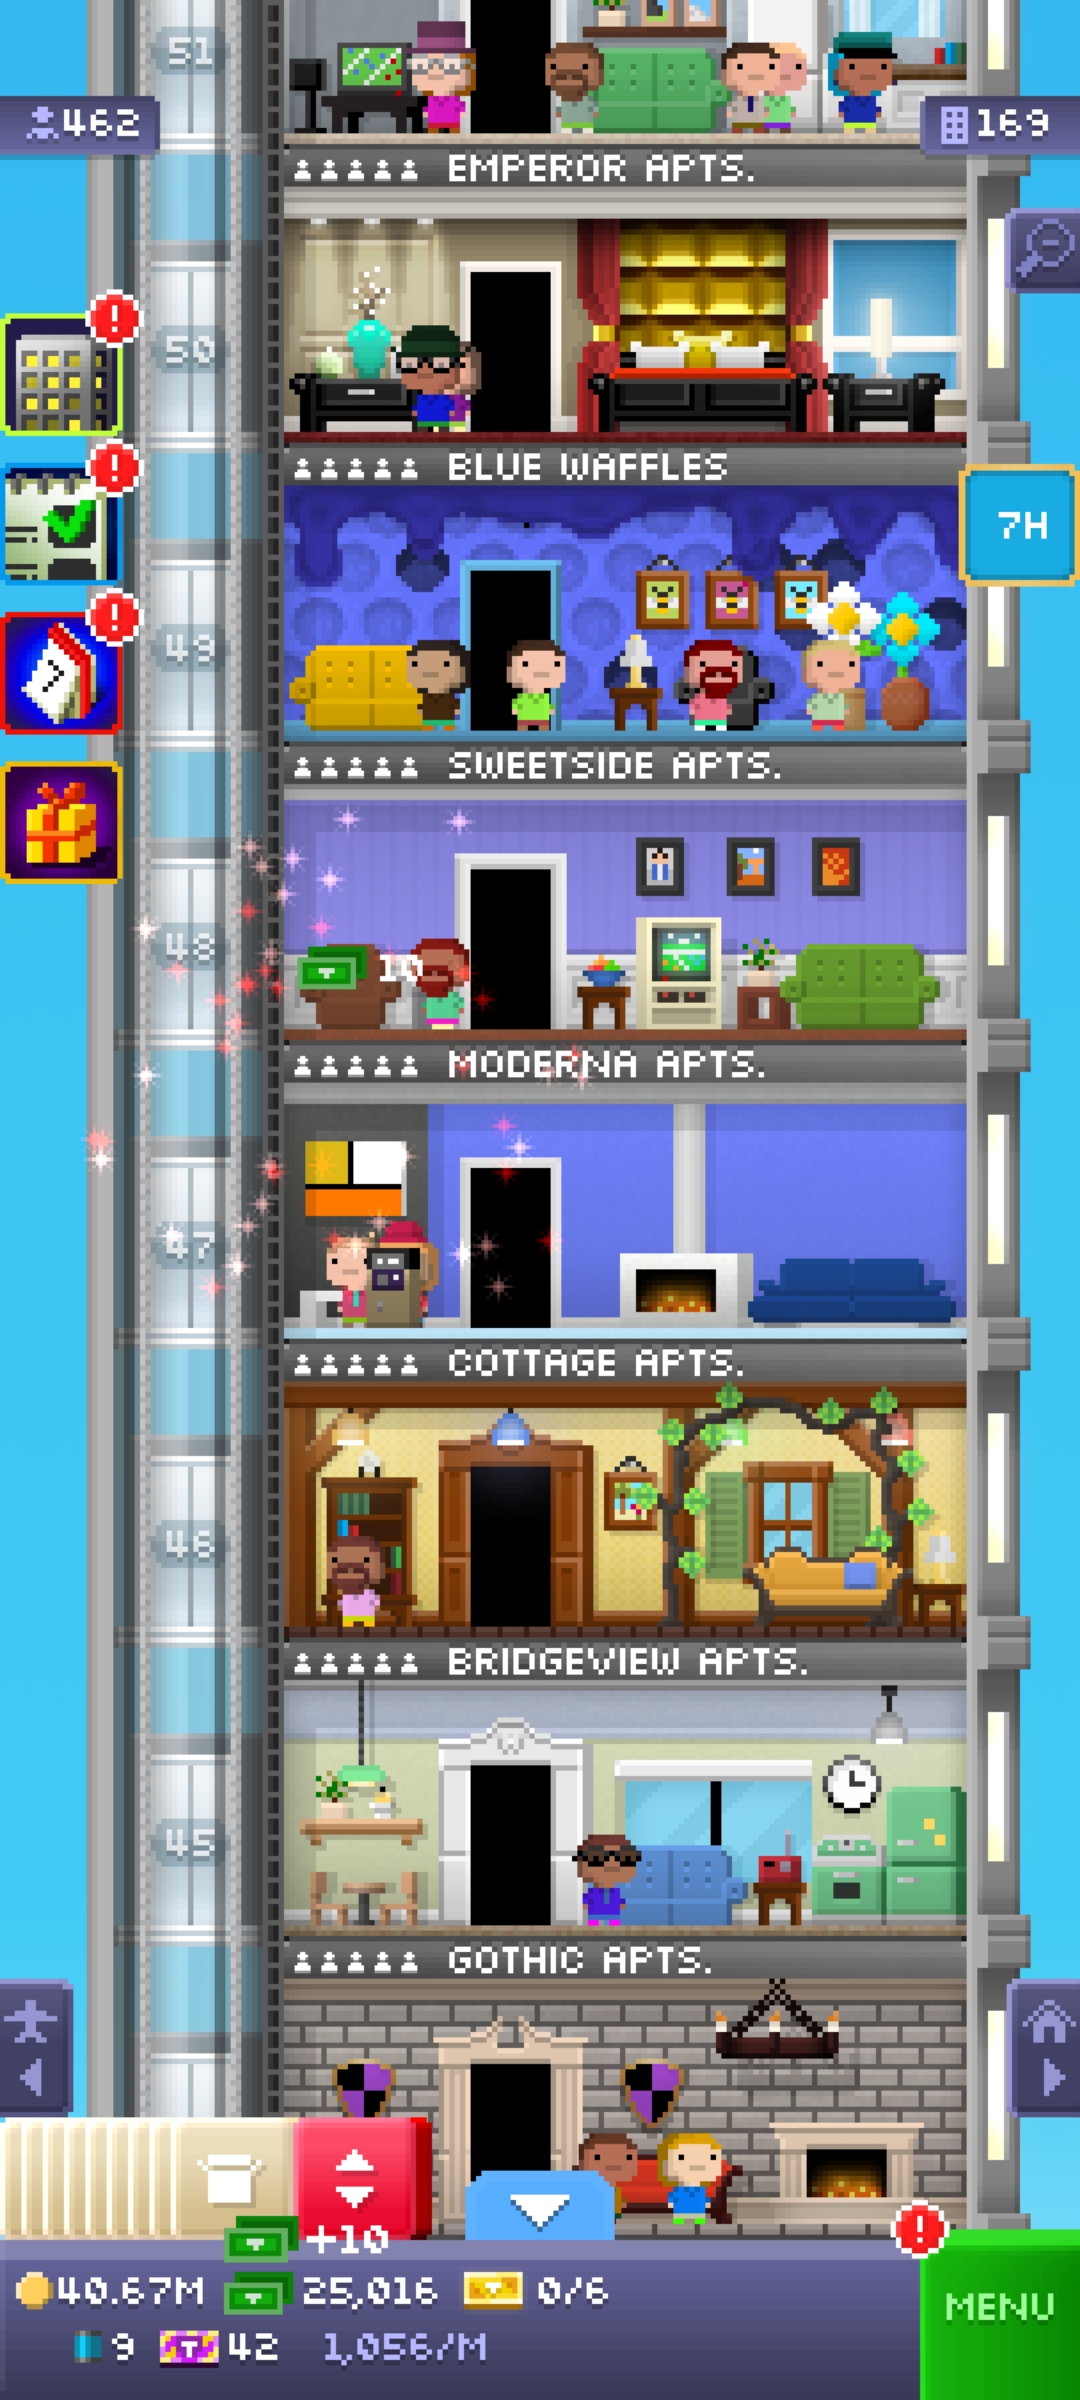 51
462
169
EMPEROR APTS.
50
BLUE WAFFLES
7H
49
SWEETSIDE APTS.
48
10
MODERNA APTS.
47
COTTAGE APTS.
46
BRIDGEVIEW APTS.
45
GOTHIC APTS.
+10
40.67M 25,016 0/6
MENU
9 42 1,056/M